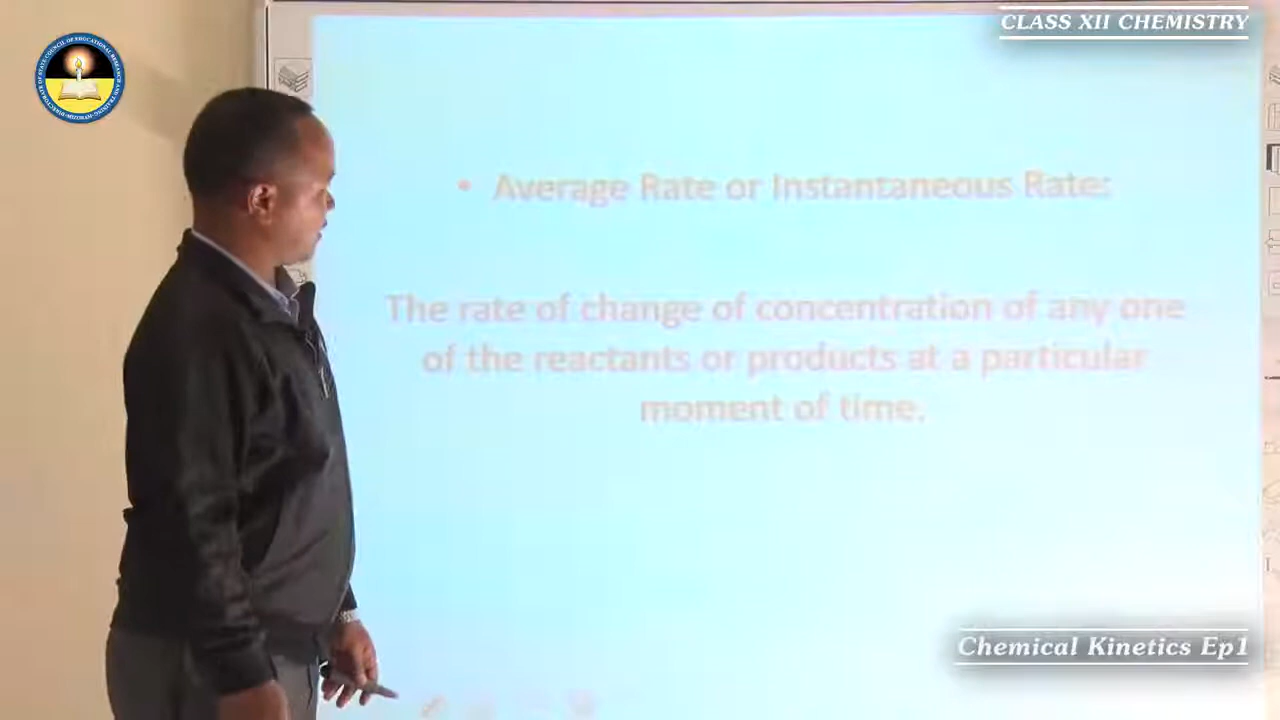 CLASS XII CHEMISTRY
• Average Rate or Instantaneous Rate:
The rate of change of concentration of any one
of the reactants or products at a particular
moment of time.
Chemical Kinetics Ep1